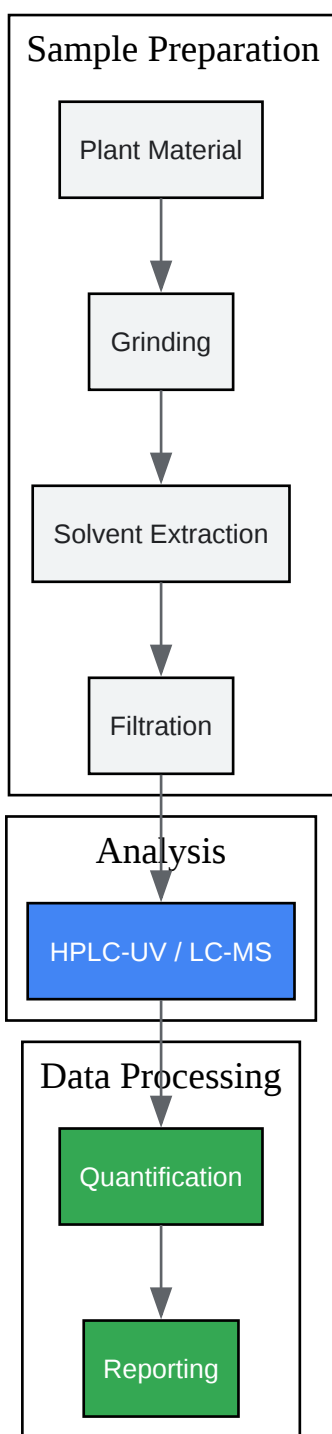 Sample Preparation
Plant Material
Grinding
Solvent Extraction
Filtration
Analysis
HPLC-UV / LC-MS
Data Processing
Quantification
Reporting